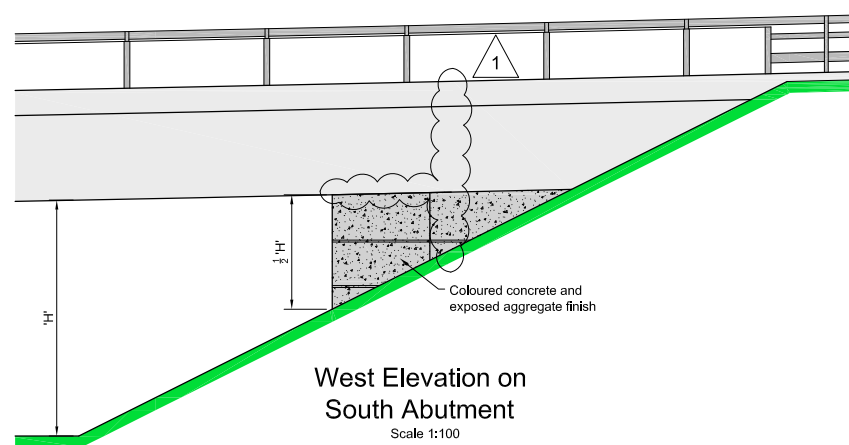 1
½'H'
'H'
Coloured concrete and
exposed aggregate finish
West Elevation on
South Abutment
Scale 1:100